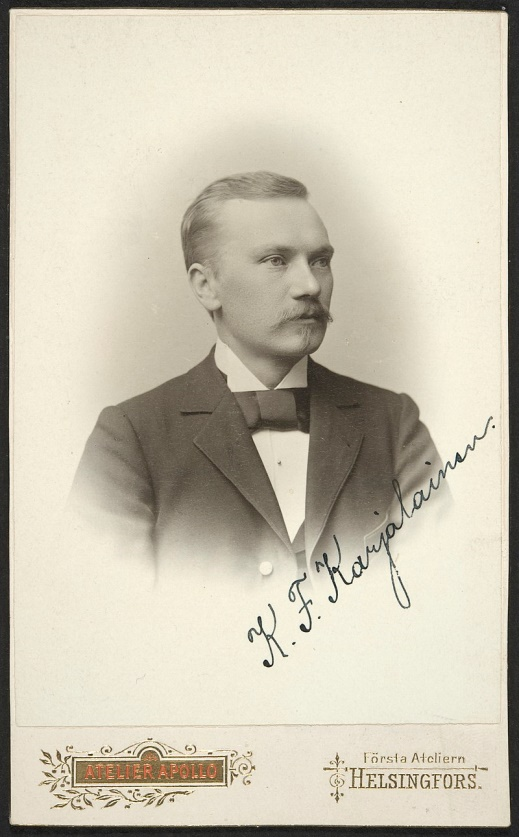 K. F. Karjalainen.
ATELIER APOLLO
Första Ateliern
HELSINGFORS.